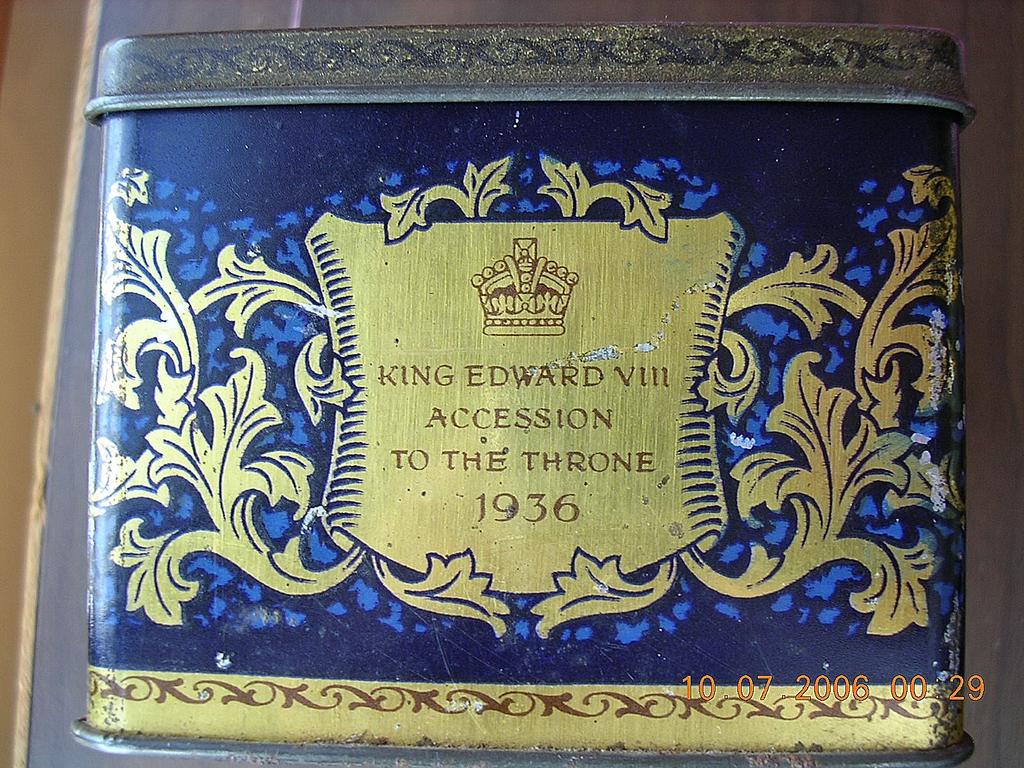 KING EDWARD VIII
ACCESSION
TO THE THRONE
1936
10.07.2006 00:29